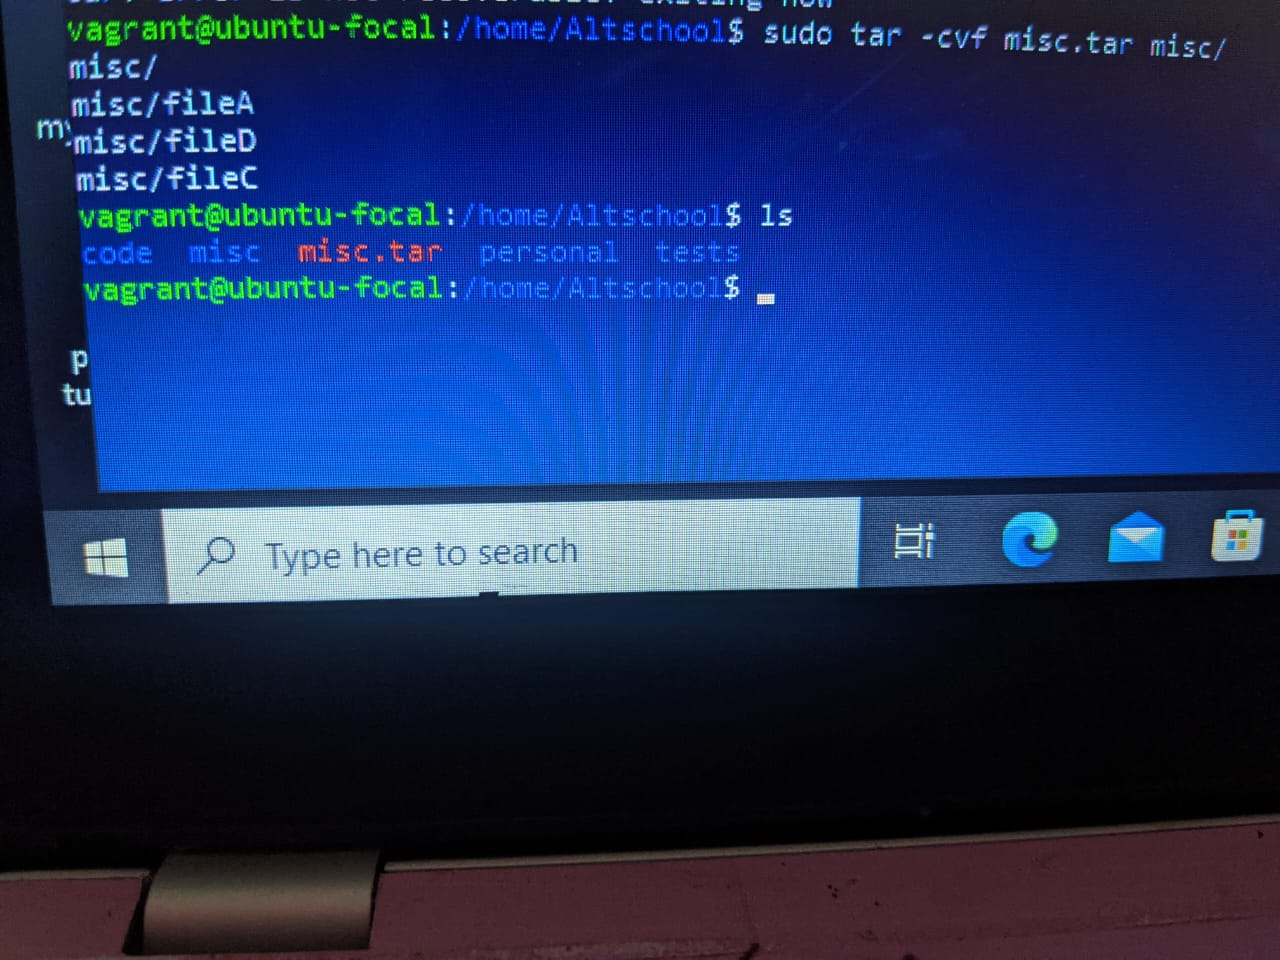 vagrant@ubuntu-focal:/home/Altschool$ sudo tar -cvf misc.tar misc/
misc/
misc/fileA
misc/fileD
misc/fileC
vagrant@ubuntu-focal:/home/Altschool$ ls
code misc misc.tar personal tests
vagrant@ubuntu-focal:/home/Altschool$
p
tu
Type here to search